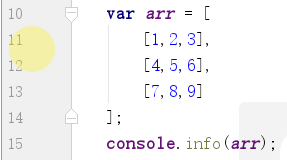 10 var arr = [
11 [1,2,3],
12 [4,5,6],
13 [7,8,9]
14 ];
15 console.info(arr);